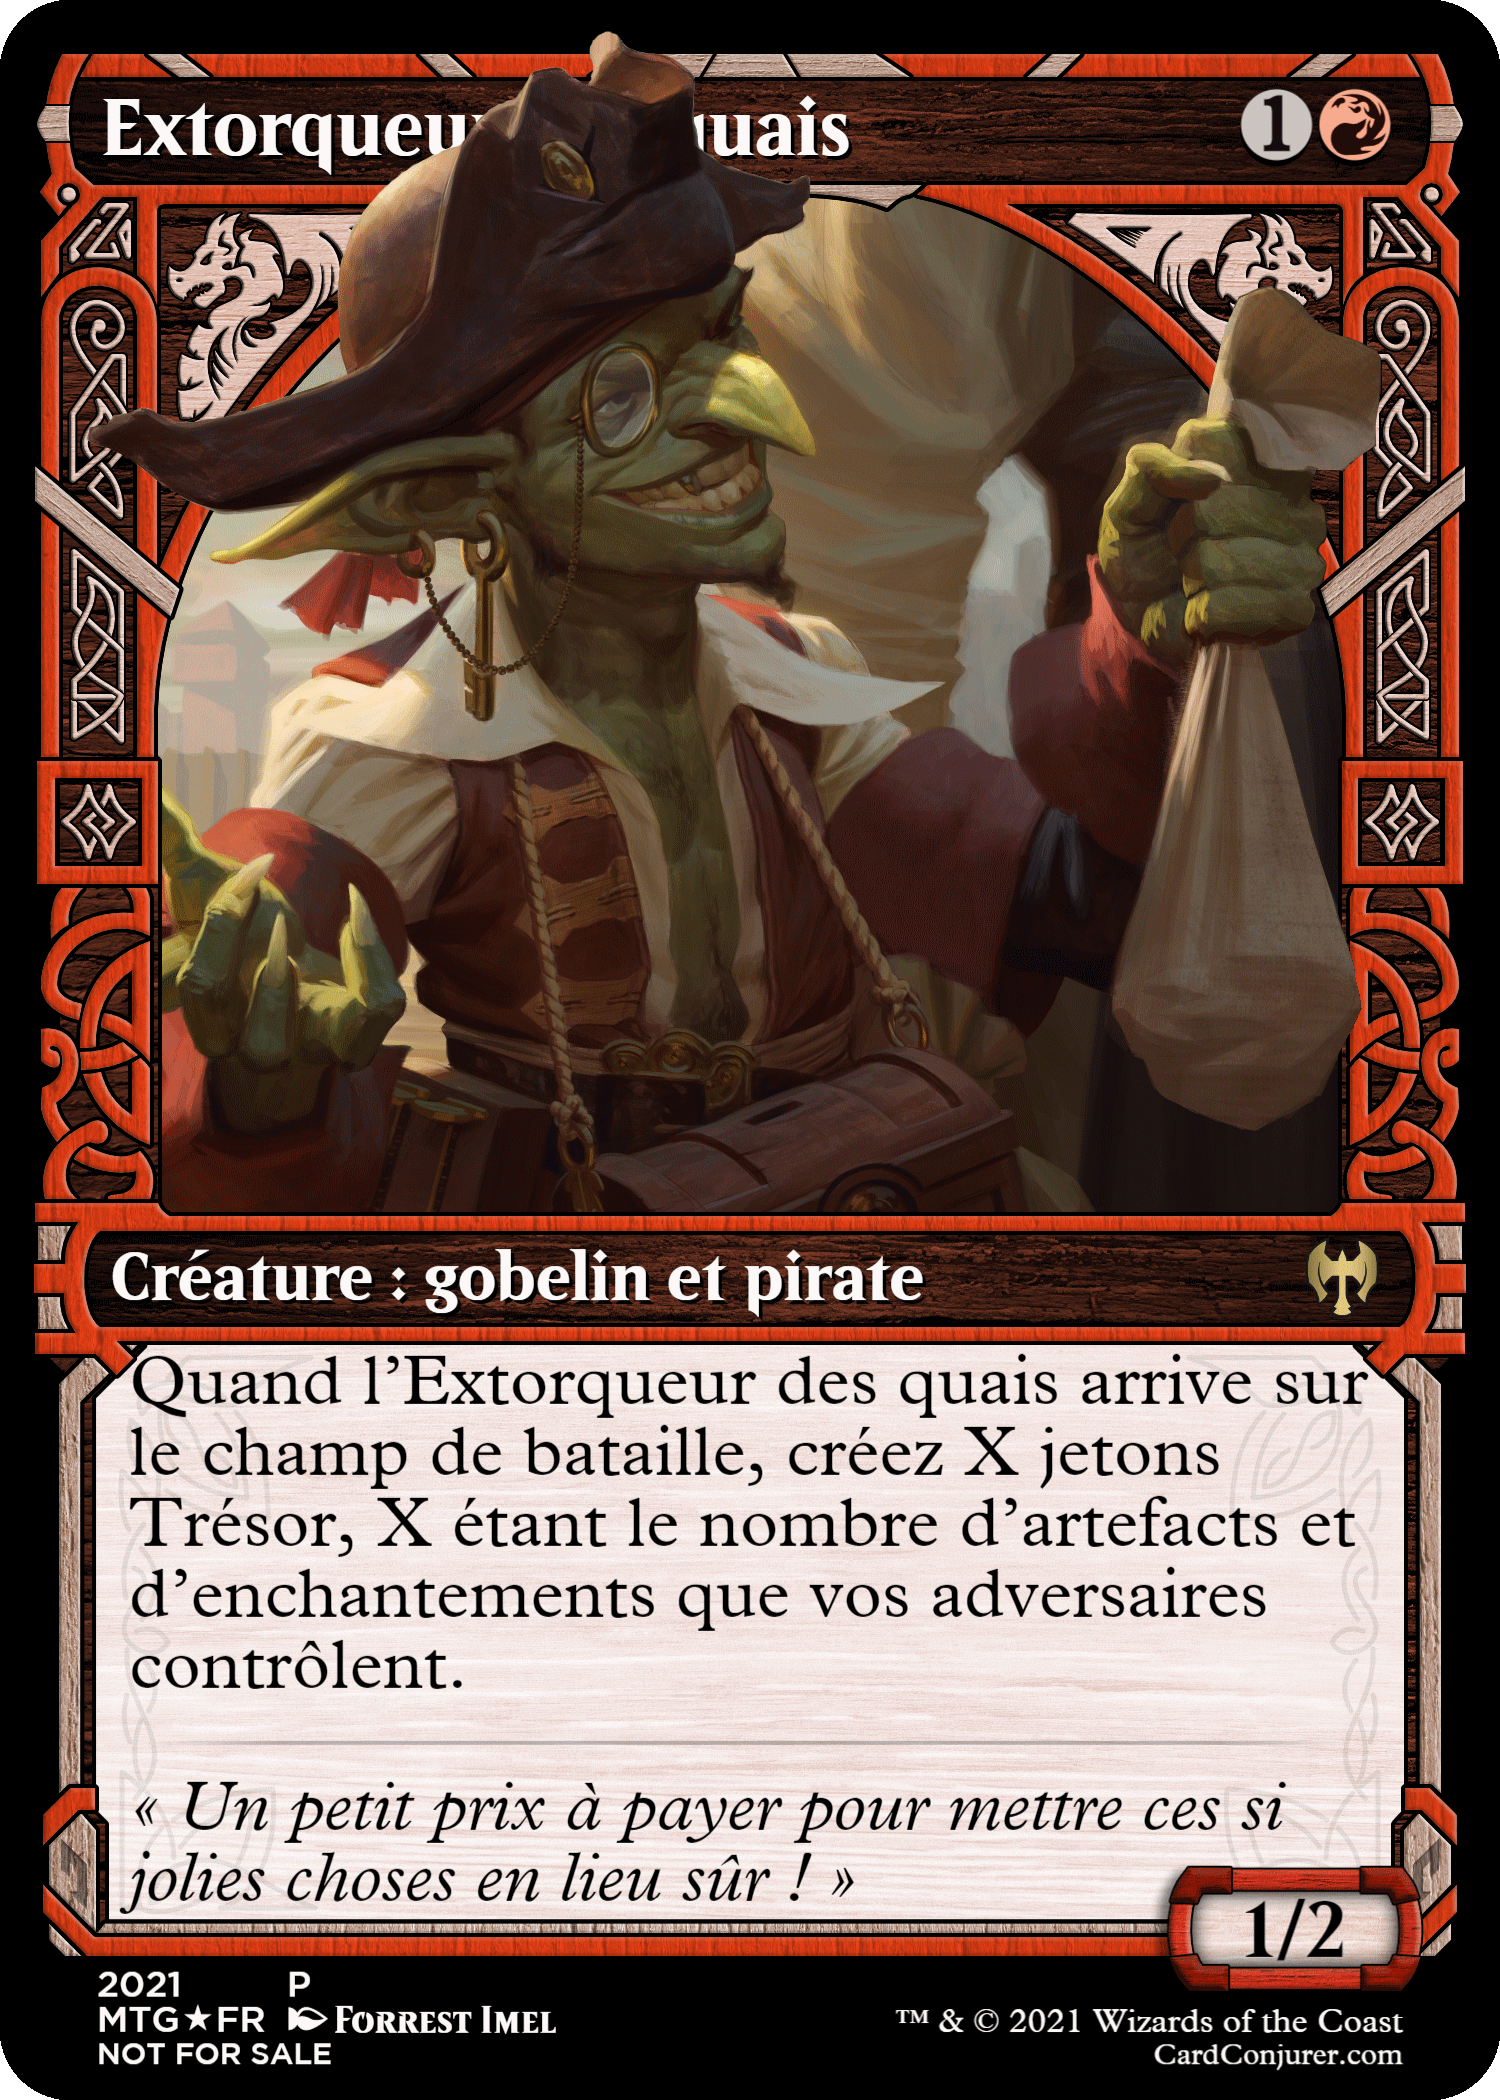 Extorqueu quais
1
Créature : gobelin et pirate
Quand l’Extorqueur des quais arrive sur
le champ de bataille, créez X jetons
Trésor, X étant le nombre d’artefacts et
d’enchantements que vos adversaires
contrôlent.
« Un petit prix à payer pour mettre ces si
jolies choses en lieu sûr ! »
1/2
2021 P
MTG★FR Forrest Imel
NOT FOR SALE
™ & © 2021 Wizards of the Coast
CardConjurer.com